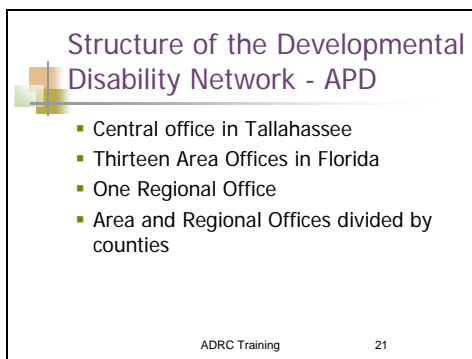 Structure of the Developmental
Disability Network - APD
▪ Central office in Tallahassee
▪ Thirteen Area Offices in Florida
▪ One Regional Office
▪ Area and Regional Offices divided by
counties
ADRC Training 21